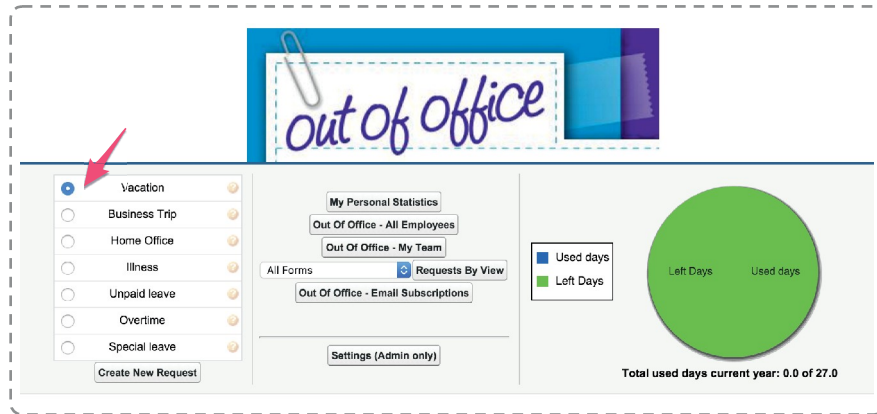 out of office
Vacation
Business Trip
Home Office
Illness
Unpaid leave
Overtime
Special leave
Create New Request
My Personal Statistics
Out Of Office - All Employees
Out Of Office - My Team
All Forms Requests By View
Out Of Office - Email Subscriptions
Settings (Admin only)
Used days
Left Days
Left Days Used days
Total used days current year: 0.0 of 27.0